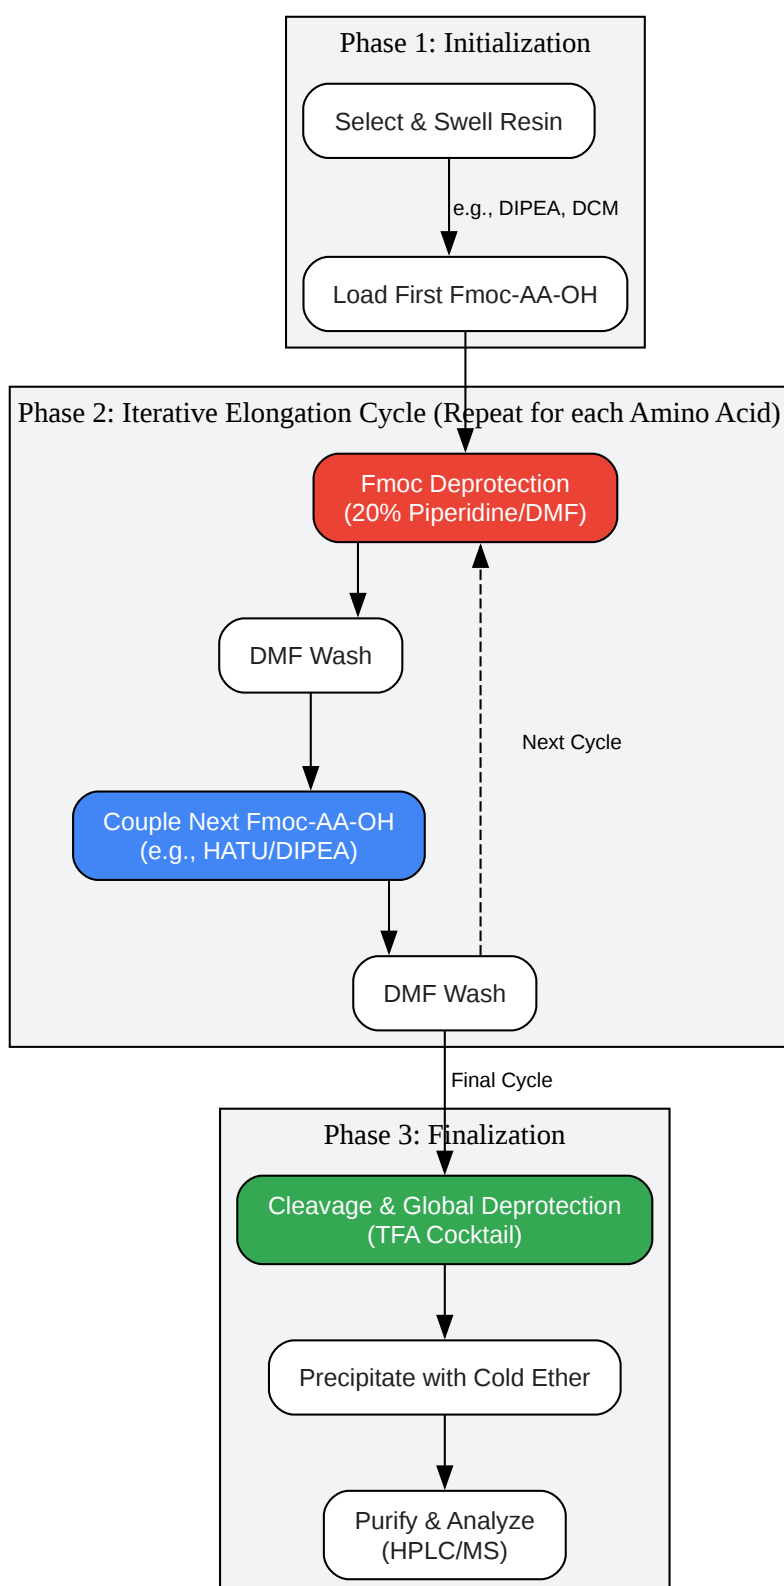 Phase 1: Initialization
Select & Swell Resin
e.g., DIPEA, DCM
Load First Fmoc-AA-OH
Phase 2: Iterative Elongation Cycle (Repeat for each Amino Acid)
Fmoc Deprotection
(20% Piperidine/DMF)
DMF Wash
Next Cycle
Couple Next Fmoc-AA-OH
(e.g., HATU/DIPEA)
DMF Wash
Final Cycle
Phase 3: Finalization
Cleavage & Global Deprotection
(TFA Cocktail)
Precipitate with Cold Ether
Purify & Analyze
(HPLC/MS)